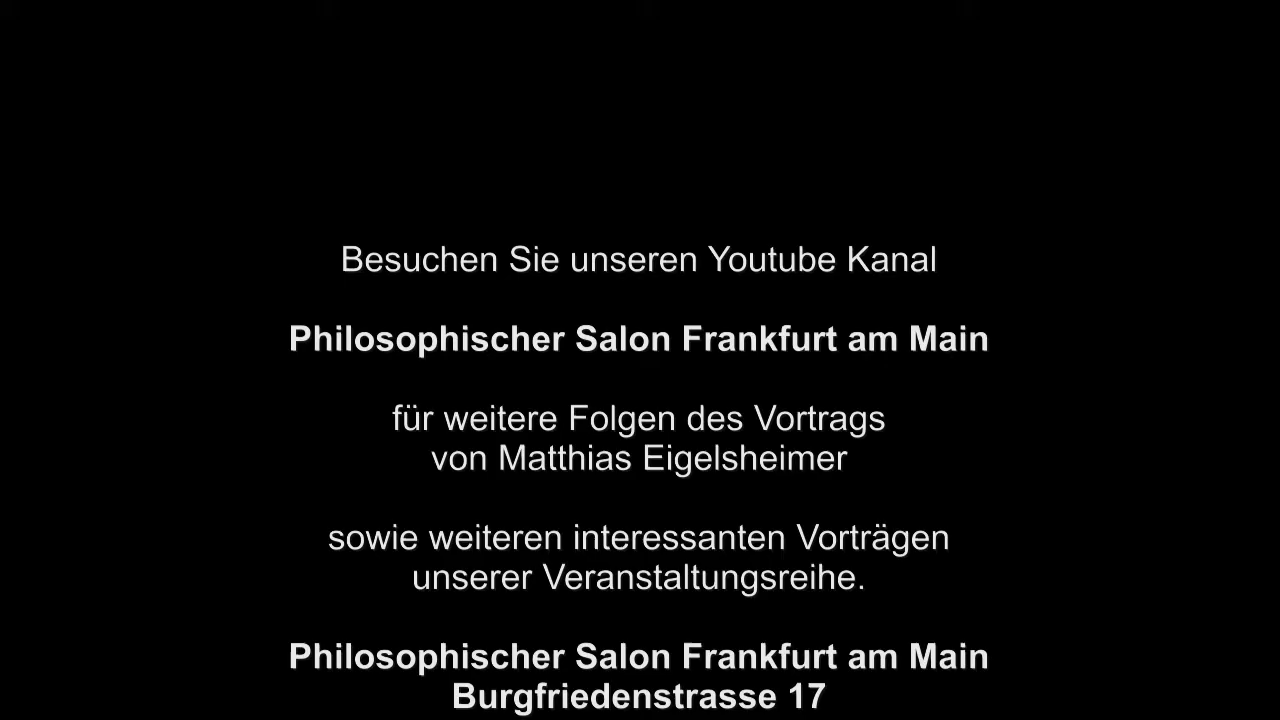 Besuchen Sie unseren Youtube Kanal
Philosophischer Salon Frankfurt am Main
für weitere Folgen des Vortrags
von Matthias Eigelsheimer
sowie weiteren interessanten Vorträgen
unserer Veranstaltungsreihe.
Philosophischer Salon Frankfurt am Main
Burgfriedenstrasse 17